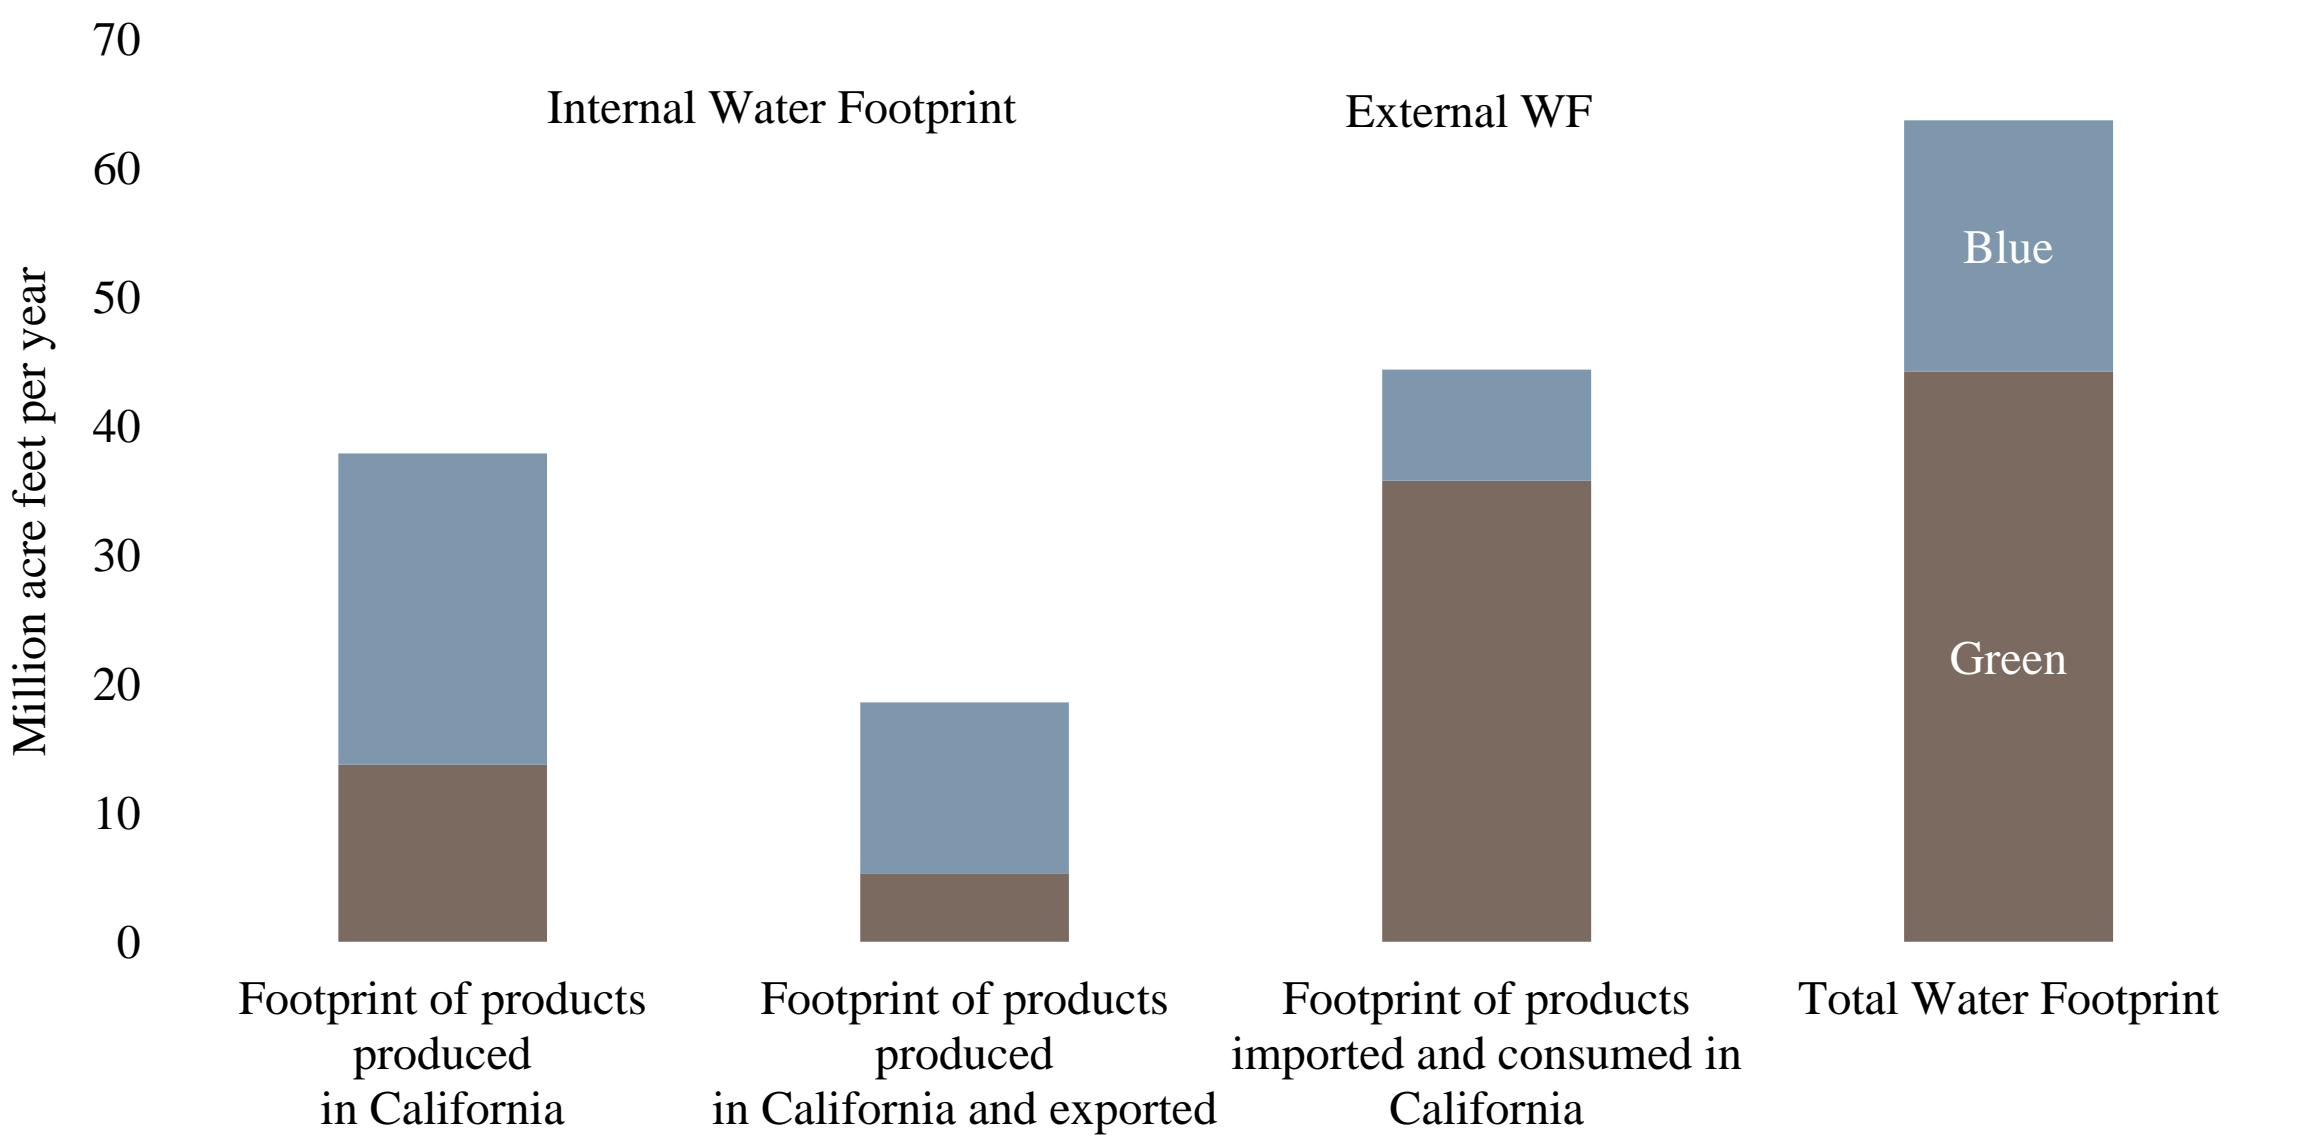 70
Internal Water Footprint
External WF
60
Blue
50
Million acre feet per year
40
30
20
Green
10
0
Footprint of products
produced
in California
Footprint of products
produced
in California and exported
Footprint of products
imported and consumed in
California
Total Water Footprint